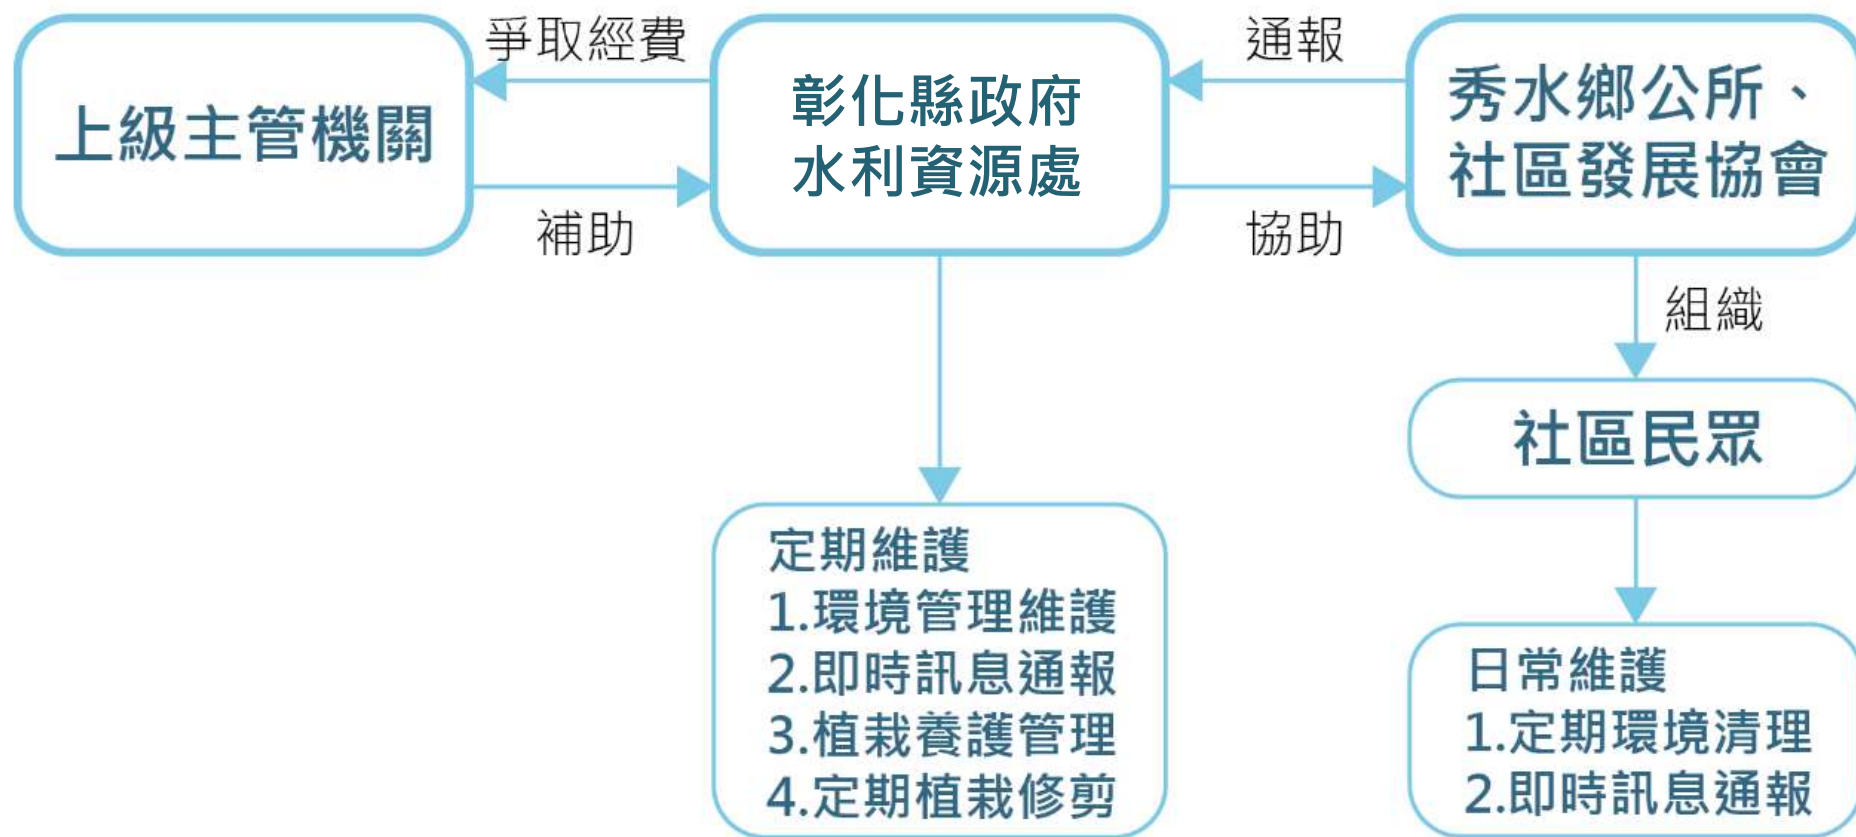 爭取經費
通報
上級主管機關
彰化縣政府
水利資源處
秀水鄉公所、
社區發展協會
補助
協助
組織
社區民眾
定期維護
1.環境管理維護
2.即時訊息通報
3.植栽養護管理
4.定期植栽修剪
日常維護
1.定期環境清理
2.即時訊息通報